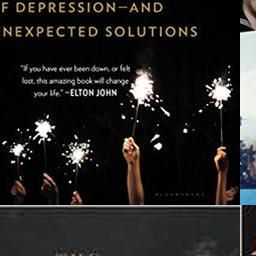 F DEPRESSION—AND
NEXPECTED SOLUTIONS
"If you have ever been down, or felt
lost, this amazing book will change
your life." —ELTON JOHN
BLOOMSBURY